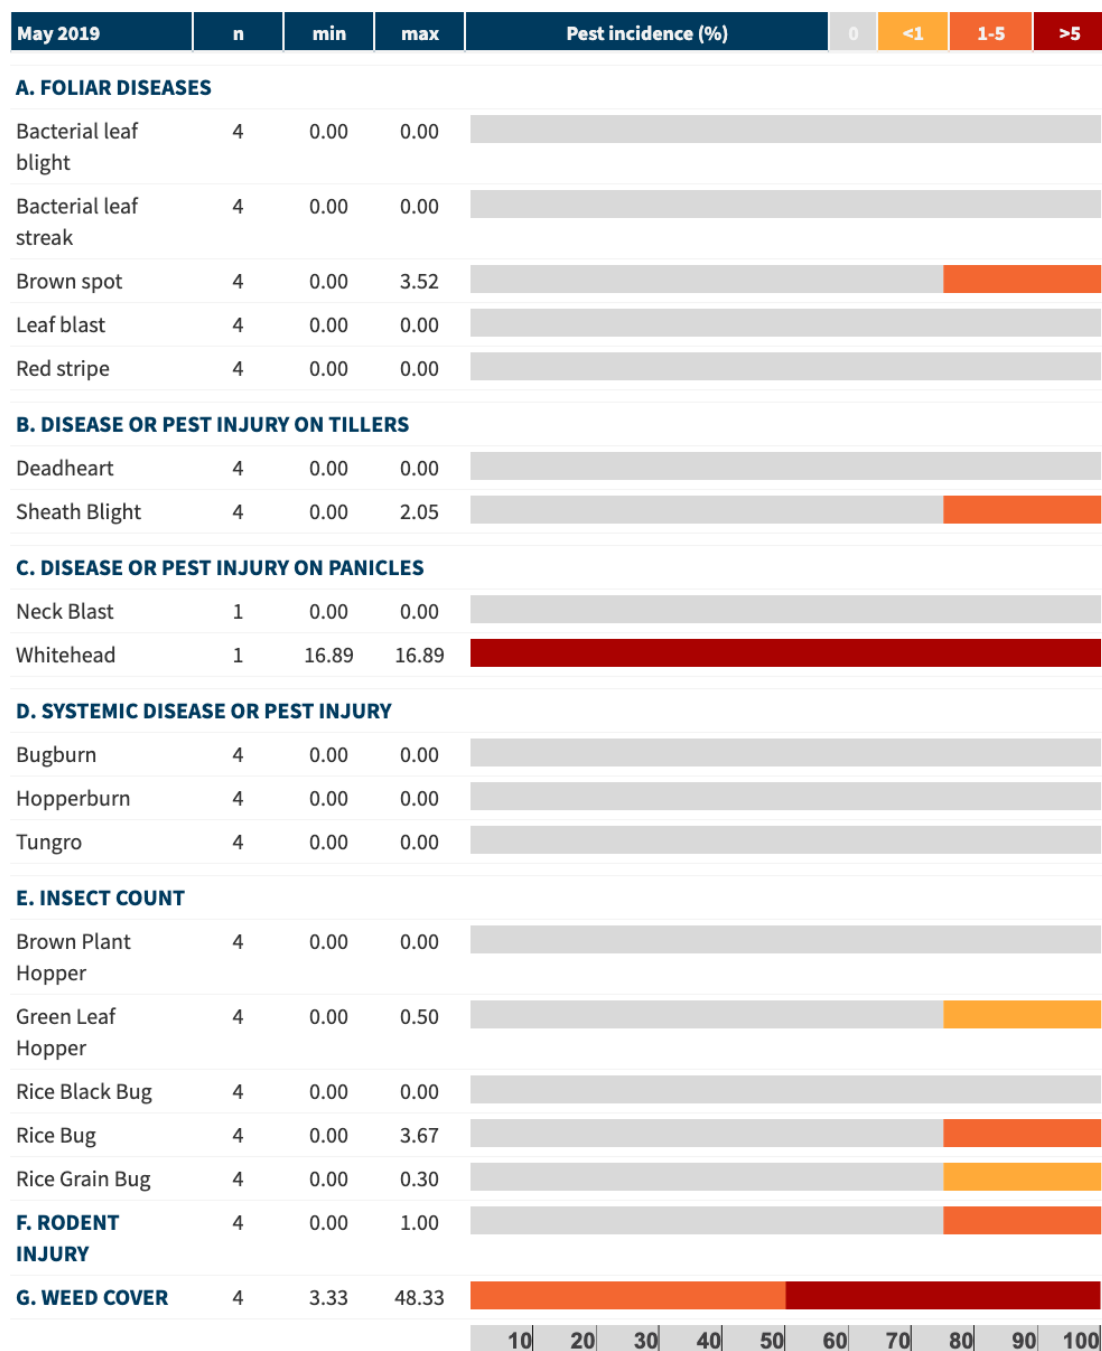 May 2019 n min max Pest incidence (%) 0 <1 1-5 >5
A. FOLIAR DISEASES
Bacterial leaf 4 0.00 0.00
blight
Bacterial leaf 4 0.00 0.00
streak
Brown spot 4 0.00 3.52
Leaf blast 4 0.00 0.00
Red stripe 4 0.00 0.00
B. DISEASE OR PEST INJURY ON TILLERS
Deadheart 4 0.00 0.00
Sheath Blight 4 0.00 2.05
C. DISEASE OR PEST INJURY ON PANICLES
Neck Blast 1 0.00 0.00
Whitehead 1 16.89 16.89
D. SYSTEMIC DISEASE OR PEST INJURY
Bugburn 4 0.00 0.00
Hopperburn 4 0.00 0.00
Tungro 4 0.00 0.00
E. INSECT COUNT
Brown Plant 4 0.00 0.00
Hopper
Green Leaf 4 0.00 0.50
Hopper
Rice Black Bug 4 0.00 0.00
Rice Bug 4 0.00 3.67
Rice Grain Bug 4 0.00 0.30
F. RODENT 4 0.00 1.00
INJURY
G. WEED COVER 4 3.33 48.33
10 20 30 40 50 60 70 80 90 100